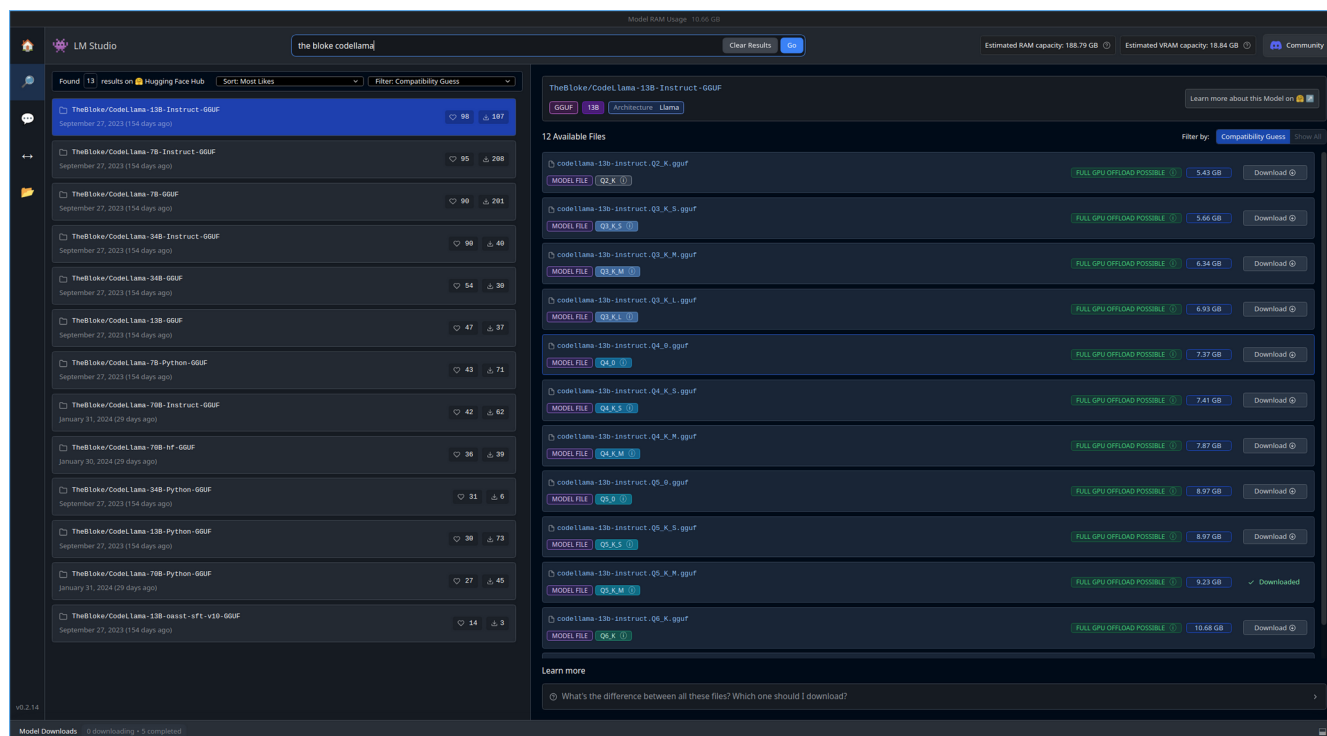 Model RAM Usage 10.66 GB
LM Studio
the bloke codellama
Clear Results
Go
Estimated RAM capacity: 188.79 GB
Estimated VRAM capacity: 18.84 GB
Community
Found 13 results on 🤗 Hugging Face Hub
Sort: Most Likes
Filter: Compatibility Guess
TheBloke/CodeLlama-13B-Instruct-GGUF
September 27, 2023 (154 days ago)
98 107
TheBloke/CodeLlama-7B-Instruct-GGUF
September 27, 2023 (154 days ago)
95 208
TheBloke/CodeLlama-7B-GGUF
September 27, 2023 (154 days ago)
90 201
TheBloke/CodeLlama-34B-Instruct-GGUF
September 27, 2023 (154 days ago)
90 40
TheBloke/CodeLlama-34B-GGUF
September 27, 2023 (154 days ago)
54 30
TheBloke/CodeLlama-13B-GGUF
September 27, 2023 (154 days ago)
47 37
TheBloke/CodeLlama-7B-Python-GGUF
September 27, 2023 (154 days ago)
43 71
TheBloke/CodeLlama-70B-Instruct-GGUF
January 31, 2024 (29 days ago)
42 62
TheBloke/CodeLlama-70B-hf-GGUF
January 30, 2024 (29 days ago)
36 39
TheBloke/CodeLlama-34B-Python-GGUF
September 27, 2023 (154 days ago)
31 6
TheBloke/CodeLlama-13B-Python-GGUF
September 27, 2023 (154 days ago)
30 73
TheBloke/CodeLlama-70B-Python-GGUF
January 31, 2024 (29 days ago)
27 45
TheBloke/CodeLlama-13B-oasst-sft-v10-GGUF
September 27, 2023 (154 days ago)
14 3
TheBloke/CodeLlama-13B-Instruct-GGUF
GGUF 13B Architecture Llama
Learn more about this Model on 🤗
12 Available Files
Filter by: Compatibility Guess Show All
codellama-13b-instruct.Q2_K.gguf
MODEL FILE Q2_K
FULL GPU OFFLOAD POSSIBLE 5.43 GB Download
codellama-13b-instruct.Q3_K_S.gguf
MODEL FILE Q3_K_S
FULL GPU OFFLOAD POSSIBLE 5.66 GB Download
codellama-13b-instruct.Q3_K_M.gguf
MODEL FILE Q3_K_M
FULL GPU OFFLOAD POSSIBLE 6.34 GB Download
codellama-13b-instruct.Q3_K_L.gguf
MODEL FILE Q3_K_L
FULL GPU OFFLOAD POSSIBLE 6.93 GB Download
codellama-13b-instruct.Q4_0.gguf
MODEL FILE Q4_0
FULL GPU OFFLOAD POSSIBLE 7.37 GB Download
codellama-13b-instruct.Q4_K_S.gguf
MODEL FILE Q4_K_S
FULL GPU OFFLOAD POSSIBLE 7.41 GB Download
codellama-13b-instruct.Q4_K_M.gguf
MODEL FILE Q4_K_M
FULL GPU OFFLOAD POSSIBLE 7.87 GB Download
codellama-13b-instruct.Q5_0.gguf
MODEL FILE Q5_0
FULL GPU OFFLOAD POSSIBLE 8.97 GB Download
codellama-13b-instruct.Q5_K_S.gguf
MODEL FILE Q5_K_S
FULL GPU OFFLOAD POSSIBLE 8.97 GB Download
codellama-13b-instruct.Q5_K_M.gguf
MODEL FILE Q5_K_M
FULL GPU OFFLOAD POSSIBLE 9.23 GB Downloaded
codellama-13b-instruct.Q6_K.gguf
MODEL FILE Q6_K
FULL GPU OFFLOAD POSSIBLE 10.68 GB Download
Learn more
What's the difference between all these files? Which one should I download?
v0.2.14
Model Downloads 0 downloading • 5 completed